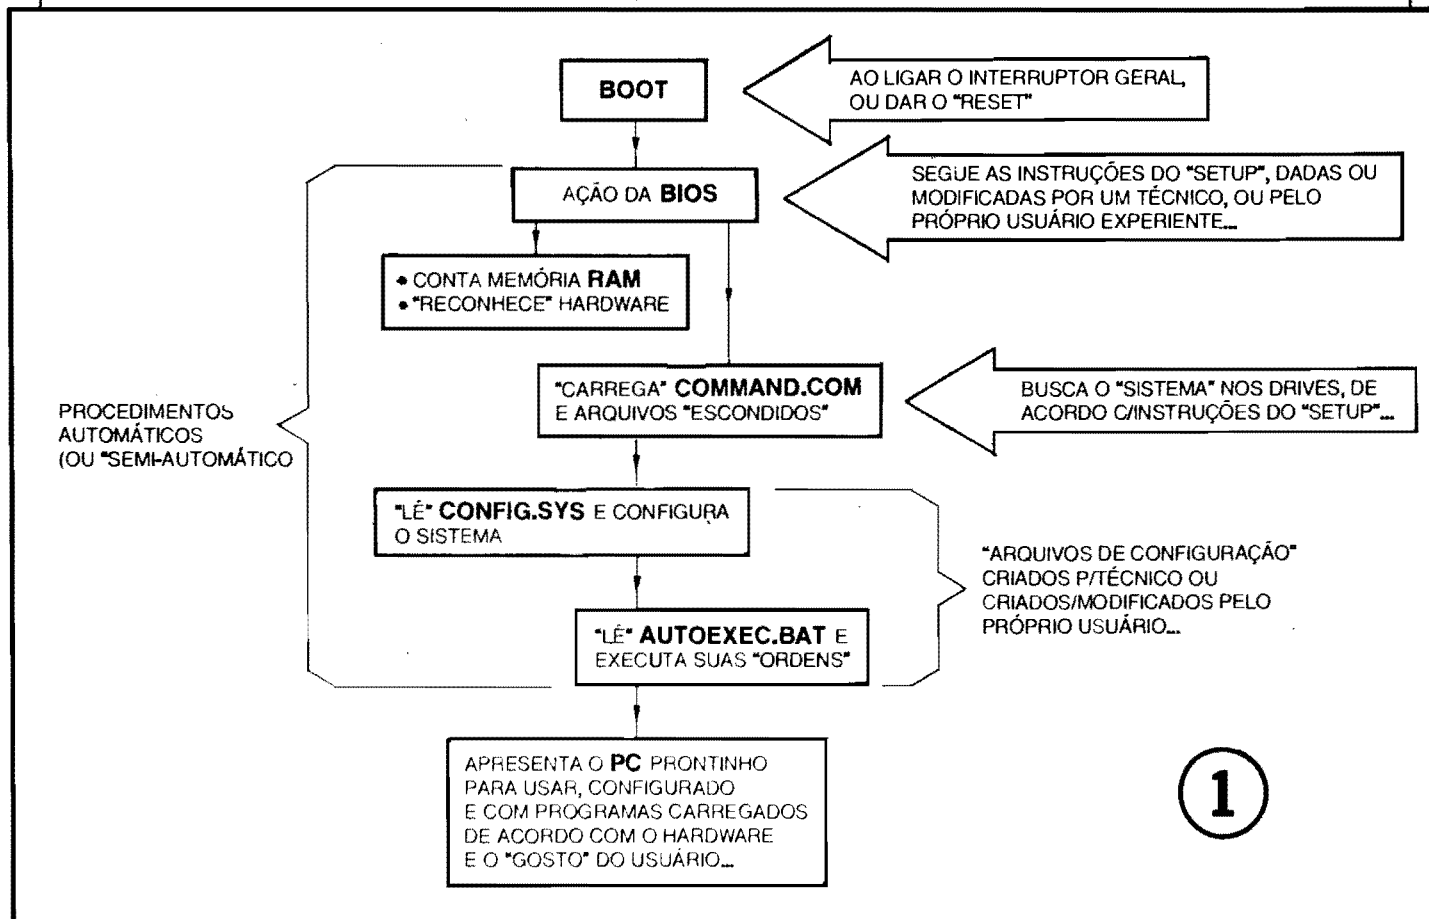 BOOT
AO LIGAR O INTERRUPTOR GERAL,
OU DAR O "RESET"
AÇÃO DA BIOS
SEGUE AS INSTRUÇÕES DO "SETUP", DADAS OU
MODIFICADAS POR UM TÉCNICO, OU PELO
PRÓPRIO USUÁRIO EXPERIENTE...
• CONTA MEMÓRIA RAM
• "RECONHECE" HARDWARE
"CARREGA" COMMAND.COM
E ARQUIVOS "ESCONDIDOS"
BUSCA O "SISTEMA" NOS DRIVES, DE
ACORDO C/INSTRUÇÕES DO "SETUP"...
PROCEDIMENTOS
AUTOMÁTICOS
(OU "SEMI-AUTOMÁTICO
"LÊ" CONFIG.SYS E CONFIGURA
O SISTEMA
"ARQUIVOS DE CONFIGURAÇÃO"
CRIADOS P/TÉCNICO OU
CRIADOS/MODIFICADOS PELO
PRÓPRIO USUÁRIO...
"LÊ" AUTOEXEC.BAT E
EXECUTA SUAS "ORDENS"
APRESENTA O PC PRONTINHO
PARA USAR, CONFIGURADO
E COM PROGRAMAS CARREGADOS
DE ACORDO COM O HARDWARE
E O "GOSTO" DO USUÁRIO...
1